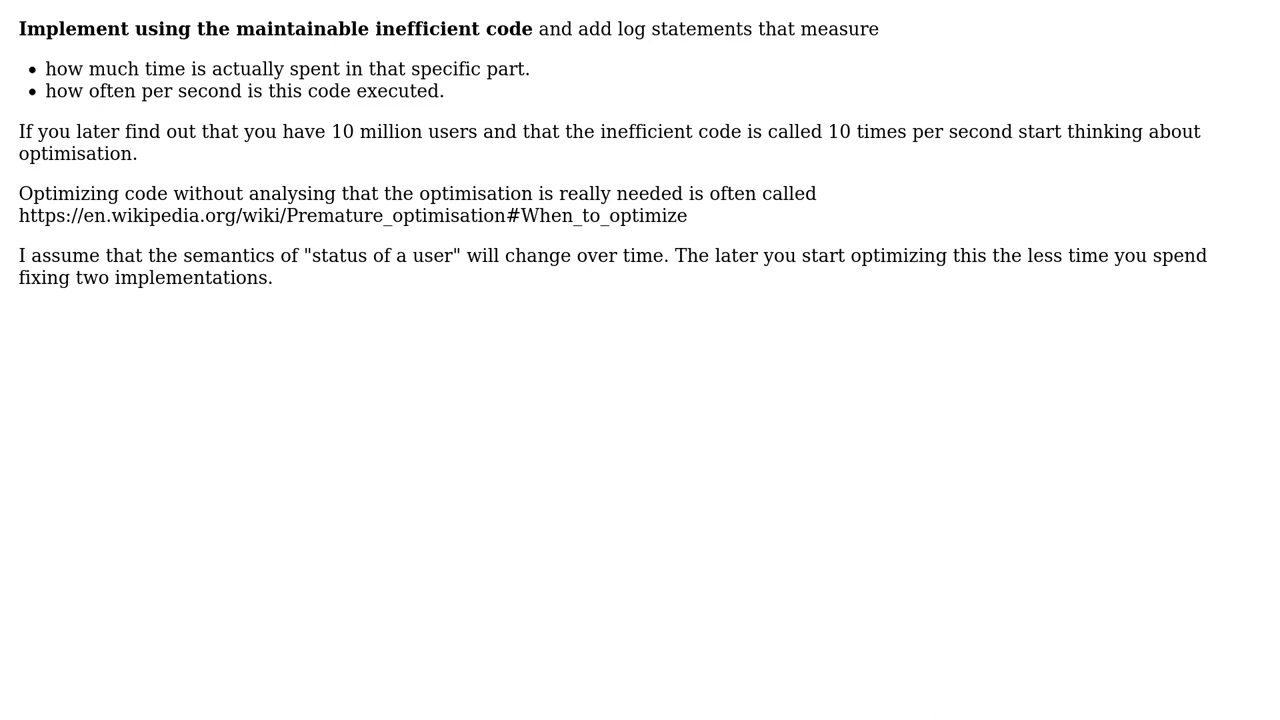 Implement using the maintainable inefficient code and add log statements that measure
• how much time is actually spent in that specific part.
• how often per second is this code executed.
If you later find out that you have 10 million users and that the inefficient code is called 10 times per second start thinking about
optimisation.
Optimizing code without analysing that the optimisation is really needed is often called
https://en.wikipedia.org/wiki/Premature_optimisation#When_to_optimize
I assume that the semantics of "status of a user" will change over time. The later you start optimizing this the less time you spend
fixing two implementations.